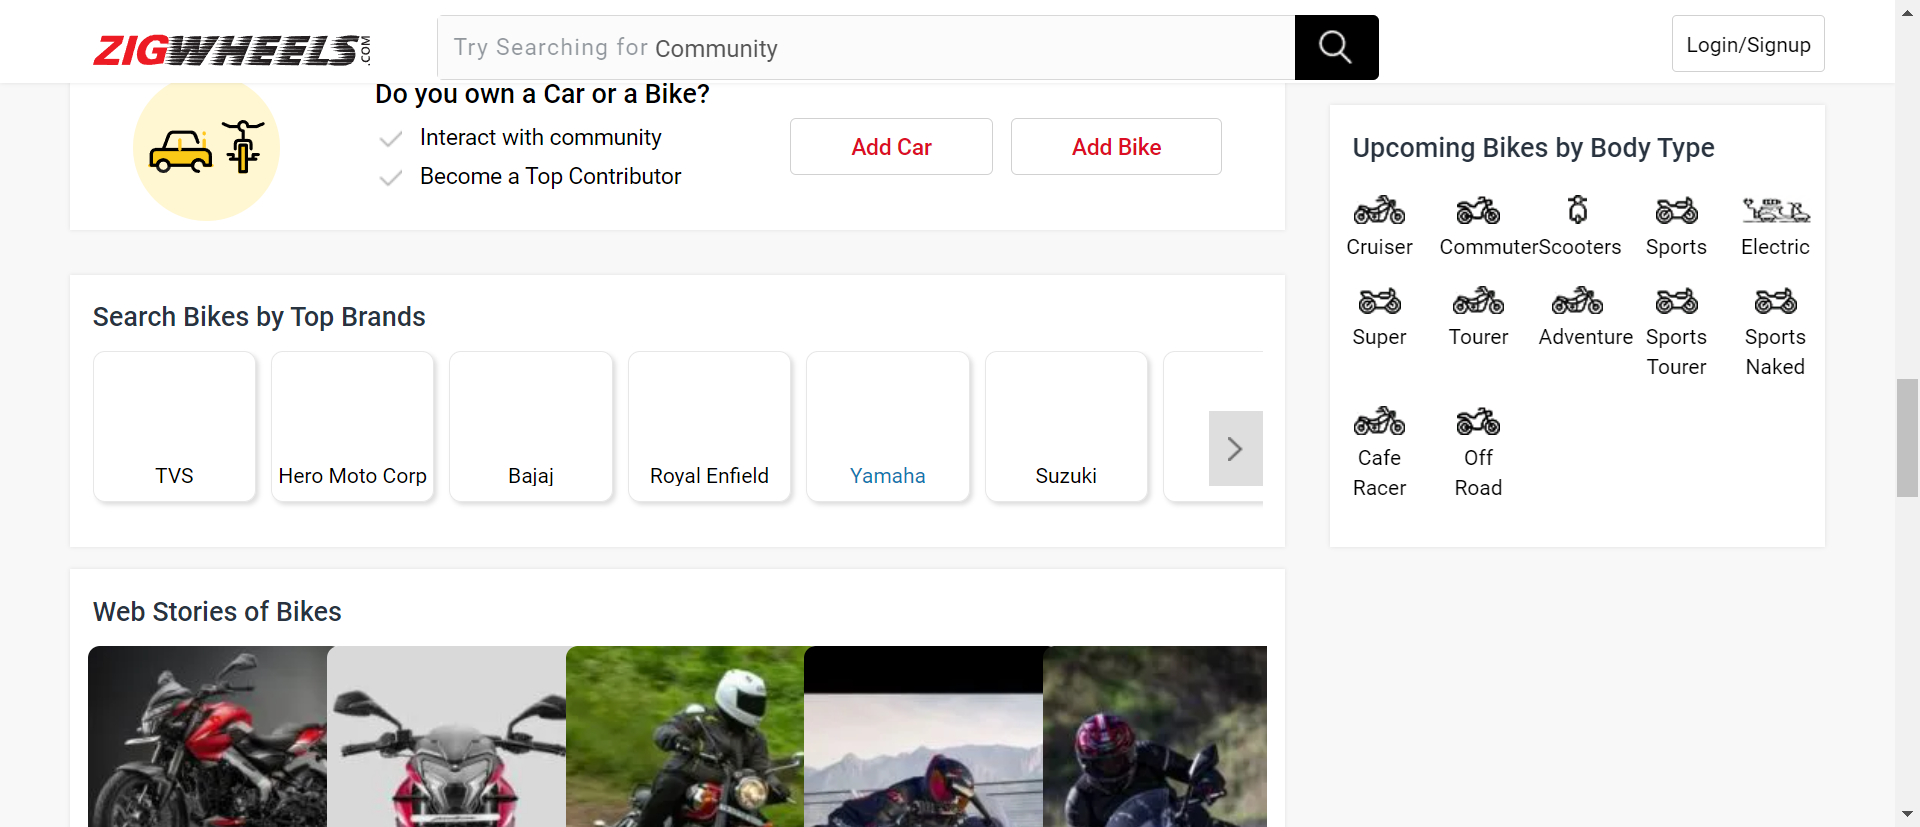 ZIGWHEELS.COM
Try Searching for Community
Login/Signup
Do you own a Car or a Bike?
Interact with community
Become a Top Contributor
Add Car
Add Bike
Search Bikes by Top Brands
TVS
Hero Moto Corp
Bajaj
Royal Enfield
Yamaha
Suzuki
Web Stories of Bikes
Upcoming Bikes by Body Type
Cruiser
Commuter
Scooters
Sports
Electric
Super
Tourer
Adventure
Sports
Tourer
Sports
Naked
Cafe
Racer
Off
Road